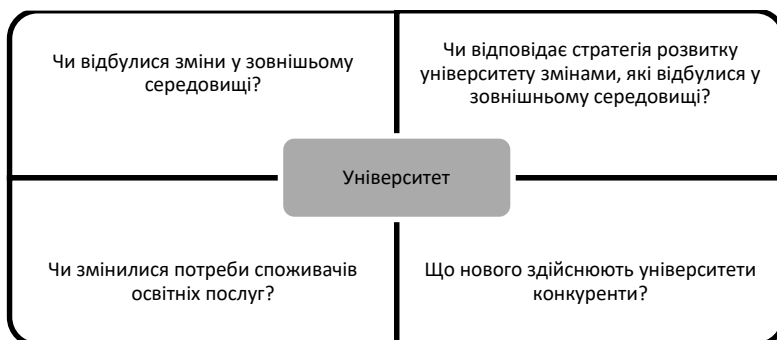 Чи відбулися зміни у зовнішьому
середовищі?
Чи відповідає стратегія розвитку
університету змінами, які відбулися у
зовнішньому середовищі?
Університет
Чи змінилися потреби споживачів
освітніх послуг?
Що нового здійснюють університети
конкуренти?